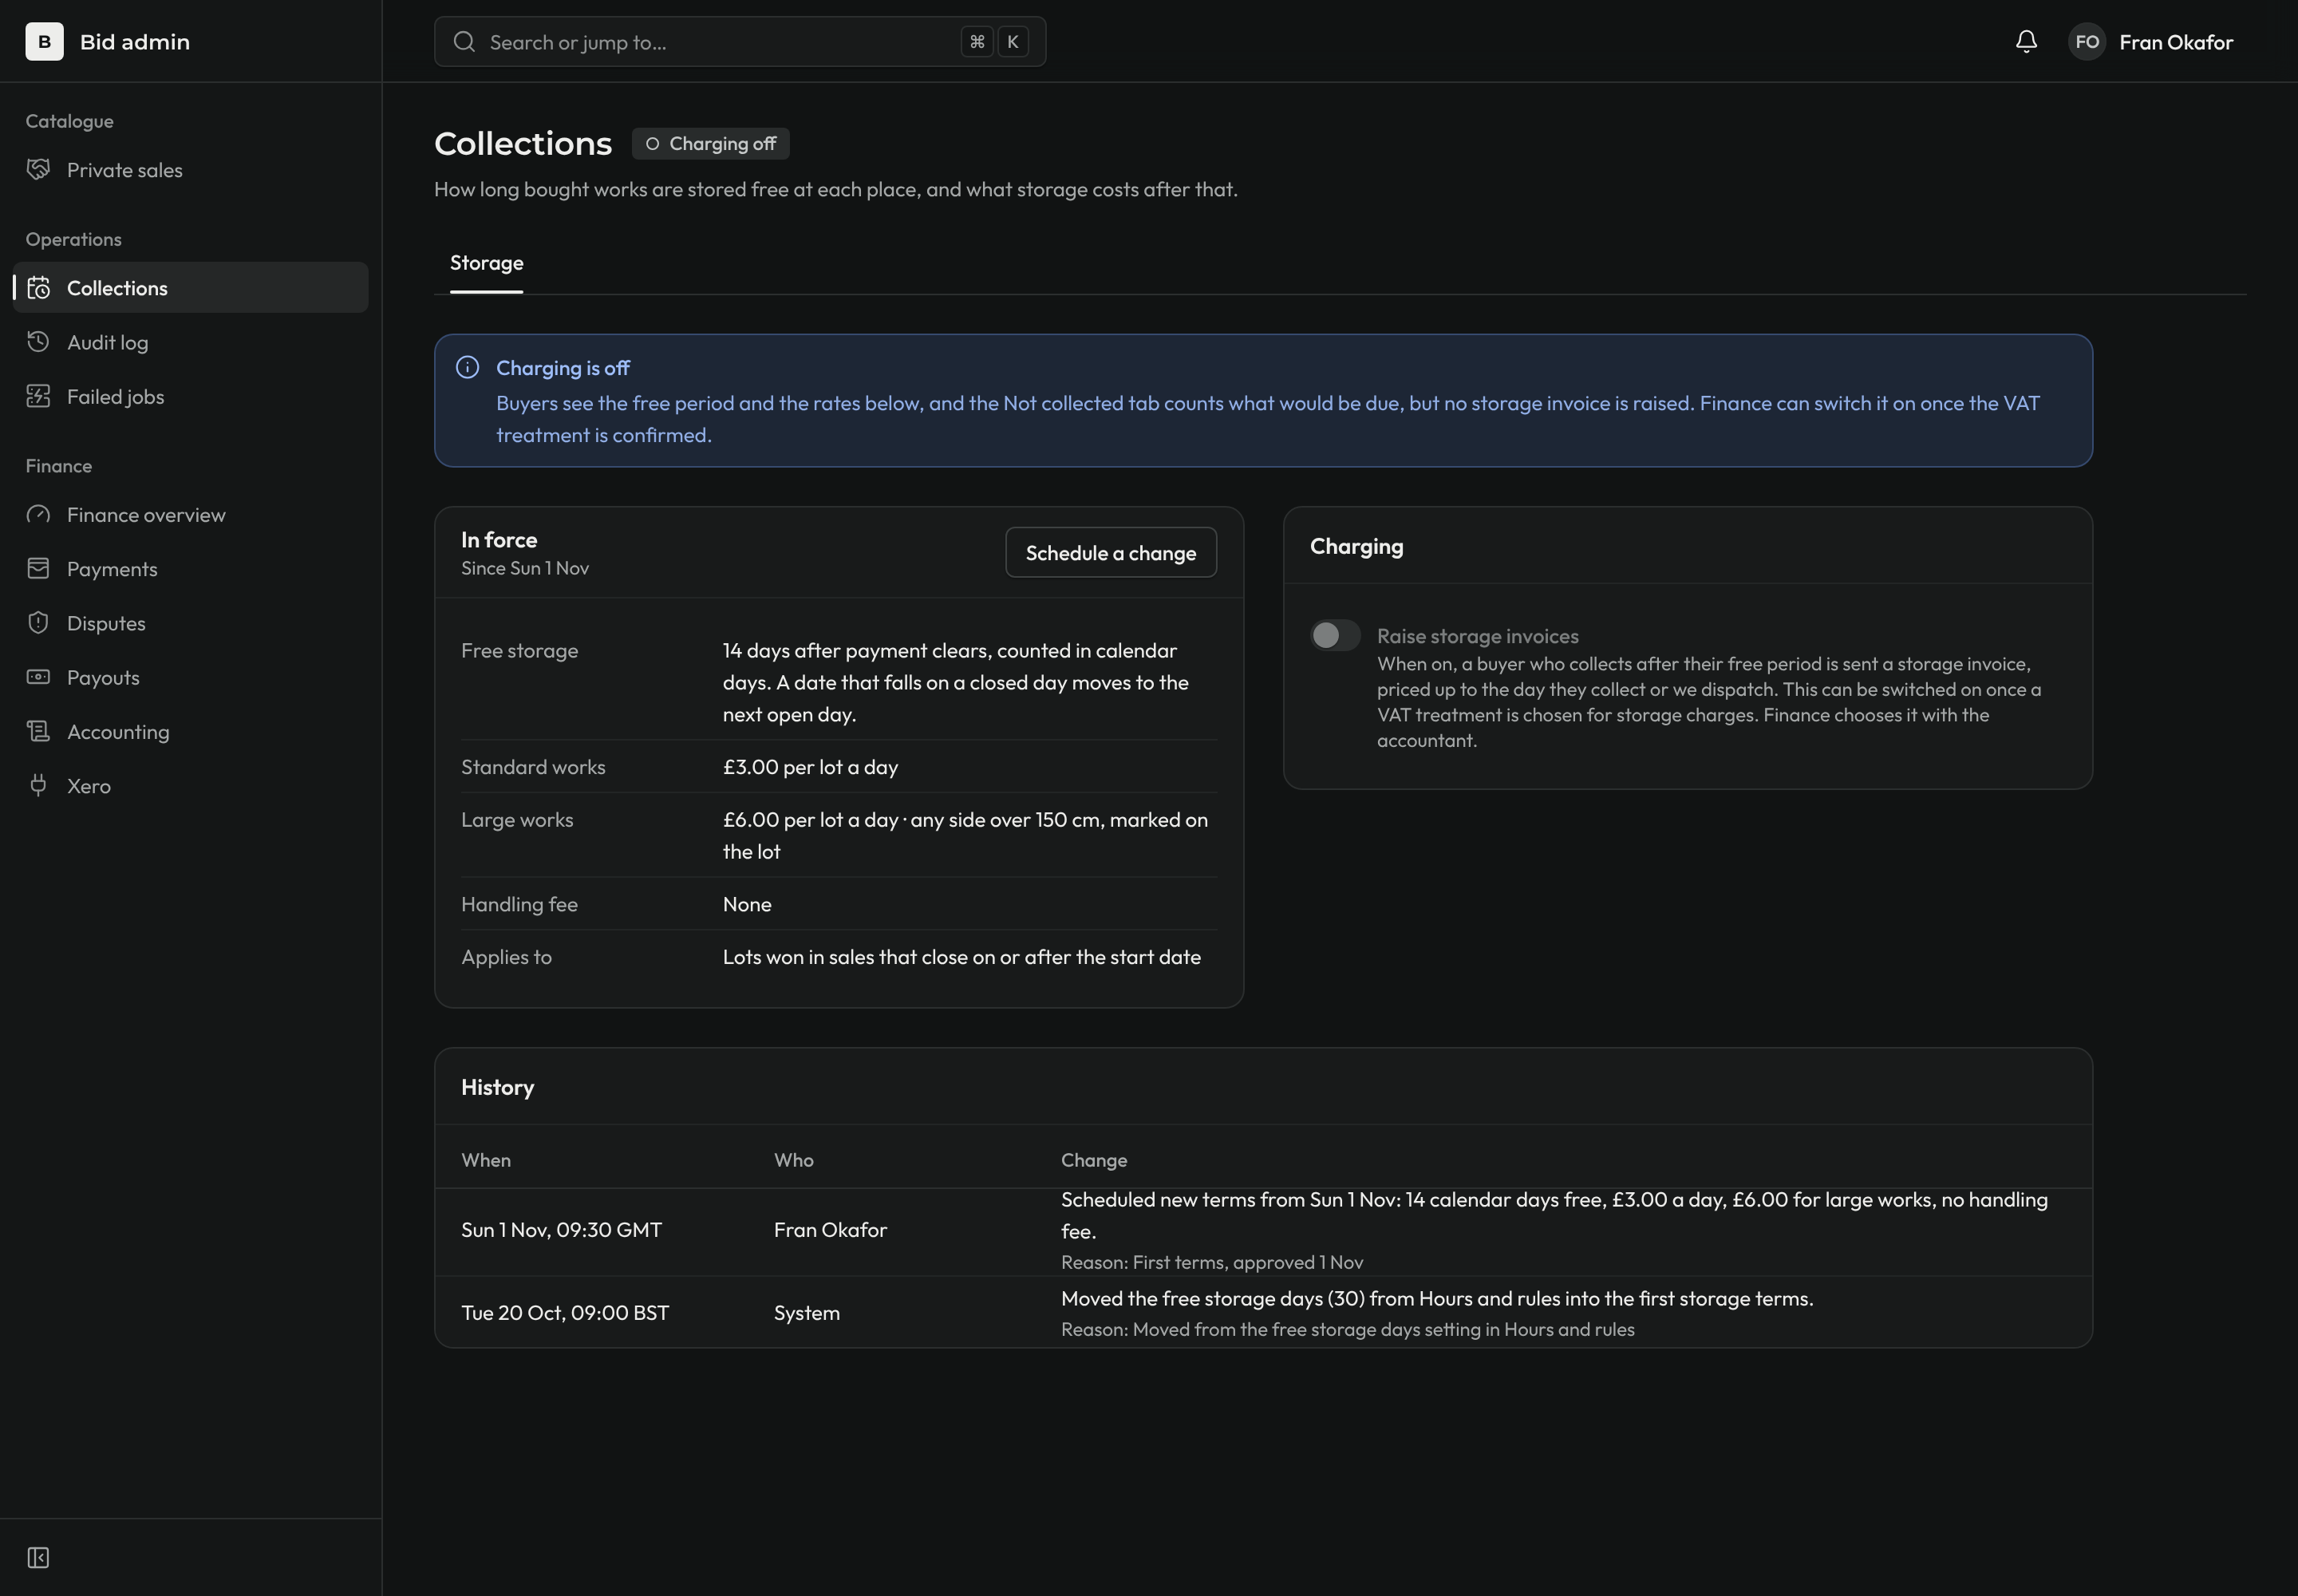 B Bid admin
Search or jump to...
⌘ K
FO Fran Okafor
Catalogue
Private sales
Operations
Collections
Audit log
Failed jobs
Finance
Finance overview
Payments
Disputes
Payouts
Accounting
Xero
Collections
Charging off
How long bought works are stored free at each place, and what storage costs after that.
Storage
Charging is off
Buyers see the free period and the rates below, and the Not collected tab counts what would be due, but no storage invoice is raised. Finance can switch it on once the VAT
treatment is confirmed.
In force
Since Sun 1 Nov
Schedule a change
Free storage
14 days after payment clears, counted in calendar
days. A date that falls on a closed day moves to the
next open day.
Standard works
£3.00 per lot a day
Large works
£6.00 per lot a day · any side over 150 cm, marked on
the lot
Handling fee
None
Applies to
Lots won in sales that close on or after the start date
Charging
Raise storage invoices
When on, a buyer who collects after their free period is sent a storage invoice,
priced up to the day they collect or we dispatch. This can be switched on once a
VAT treatment is chosen for storage charges. Finance chooses it with the
accountant.
History
When Who Change
Sun 1 Nov, 09:30 GMT
Fran Okafor
Scheduled new terms from Sun 1 Nov: 14 calendar days free, £3.00 a day, £6.00 for large works, no handling
fee.
Reason: First terms, approved 1 Nov
Tue 20 Oct, 09:00 BST
System
Moved the free storage days (30) from Hours and rules into the first storage terms.
Reason: Moved from the free storage days setting in Hours and rules